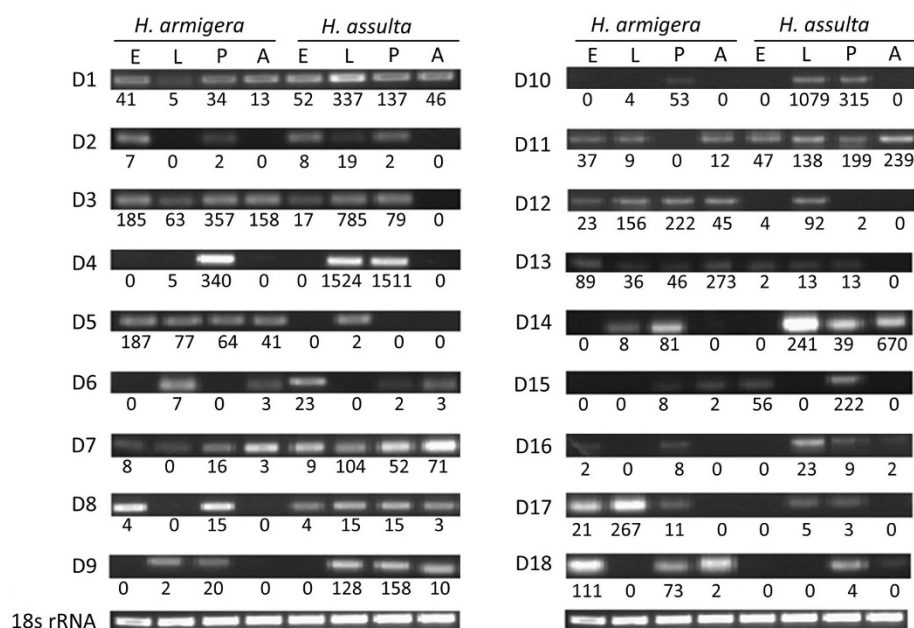 H. armigera H. assulta
E L P A E L P A
D1
41 5 34 13 52 337 137 46
D2
7 0 2 0 8 19 2 0
D3
185 63 357 158 17 785 79 0
D4
0 5 340 0 0 1524 1511 0
D5
187 77 64 41 0 2 0 0
D6
0 7 0 3 23 0 2 3
D7
8 0 16 3 9 104 52 71
D8
4 0 15 0 4 15 15 3
D9
0 2 20 0 0 128 158 10
18s rRNA
H. armigera H. assulta
E L P A E L P A
D10
0 4 53 0 0 1079 315 0
D11
37 9 0 12 47 138 199 239
D12
23 156 222 45 4 92 2 0
D13
89 36 46 273 2 13 13 0
D14
0 8 81 0 0 241 39 670
D15
0 0 8 2 56 0 222 0
D16
2 0 8 0 0 23 9 2
D17
21 267 11 0 0 5 3 0
D18
111 0 73 2 0 0 4 0